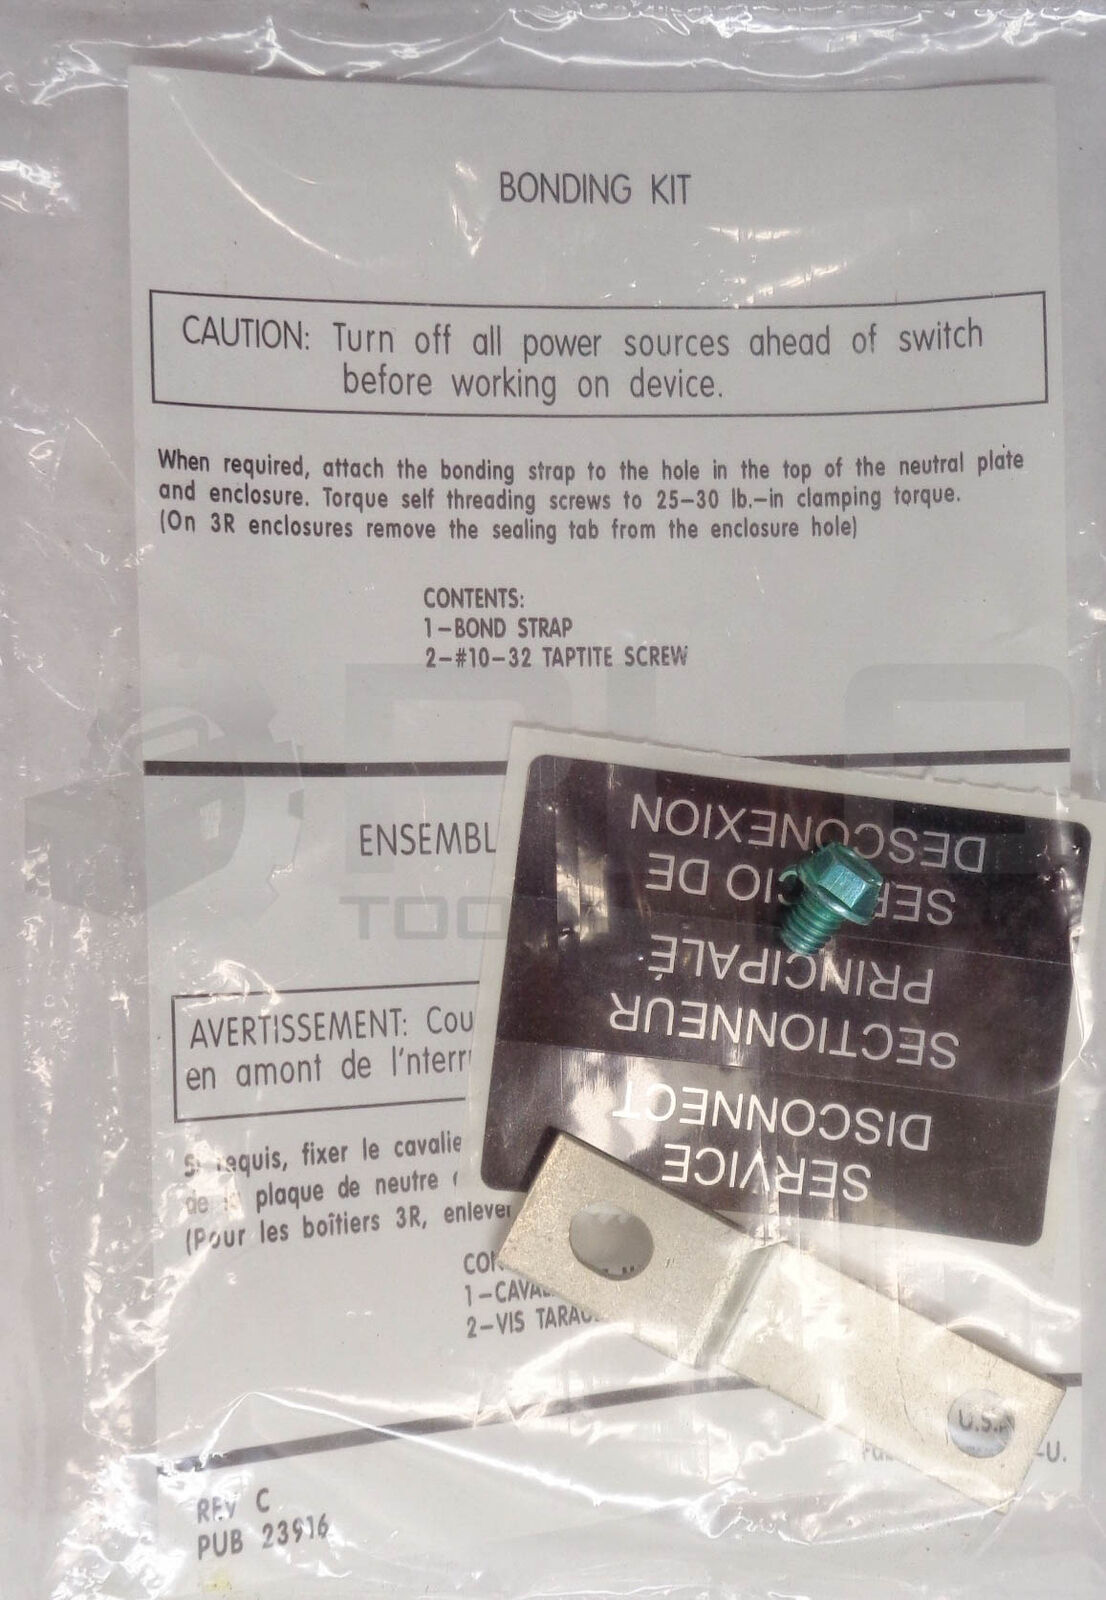 BONDING KIT
CAUTION: Turn off all power sources ahead of switch
before working on device.
When required, attach the bonding strap to the hole in the top of the neutral plate
and enclosure. Torque self threading screws to 25-30 lb.-in clamping torque.
(On 3R enclosures remove the sealing tab from the enclosure hole)
CONTENTS:
1-BOND STRAP
2-#10-32 TAPTITE SCREW
ENSEMBL
AVERTISSEMENT: Cou
en amont de l'interr
requis, fixer le cavalie
de plaque de neutre
(Pour les boîtiers 3R, enlever
1-CAVAL
2-VIS TARAU
SERVICE
DISCONNECT
SECTIONNEUR
PRINCIPALÉ
DE
DESCONEXION
U.S.A
-U.
REV C
PUB 23916